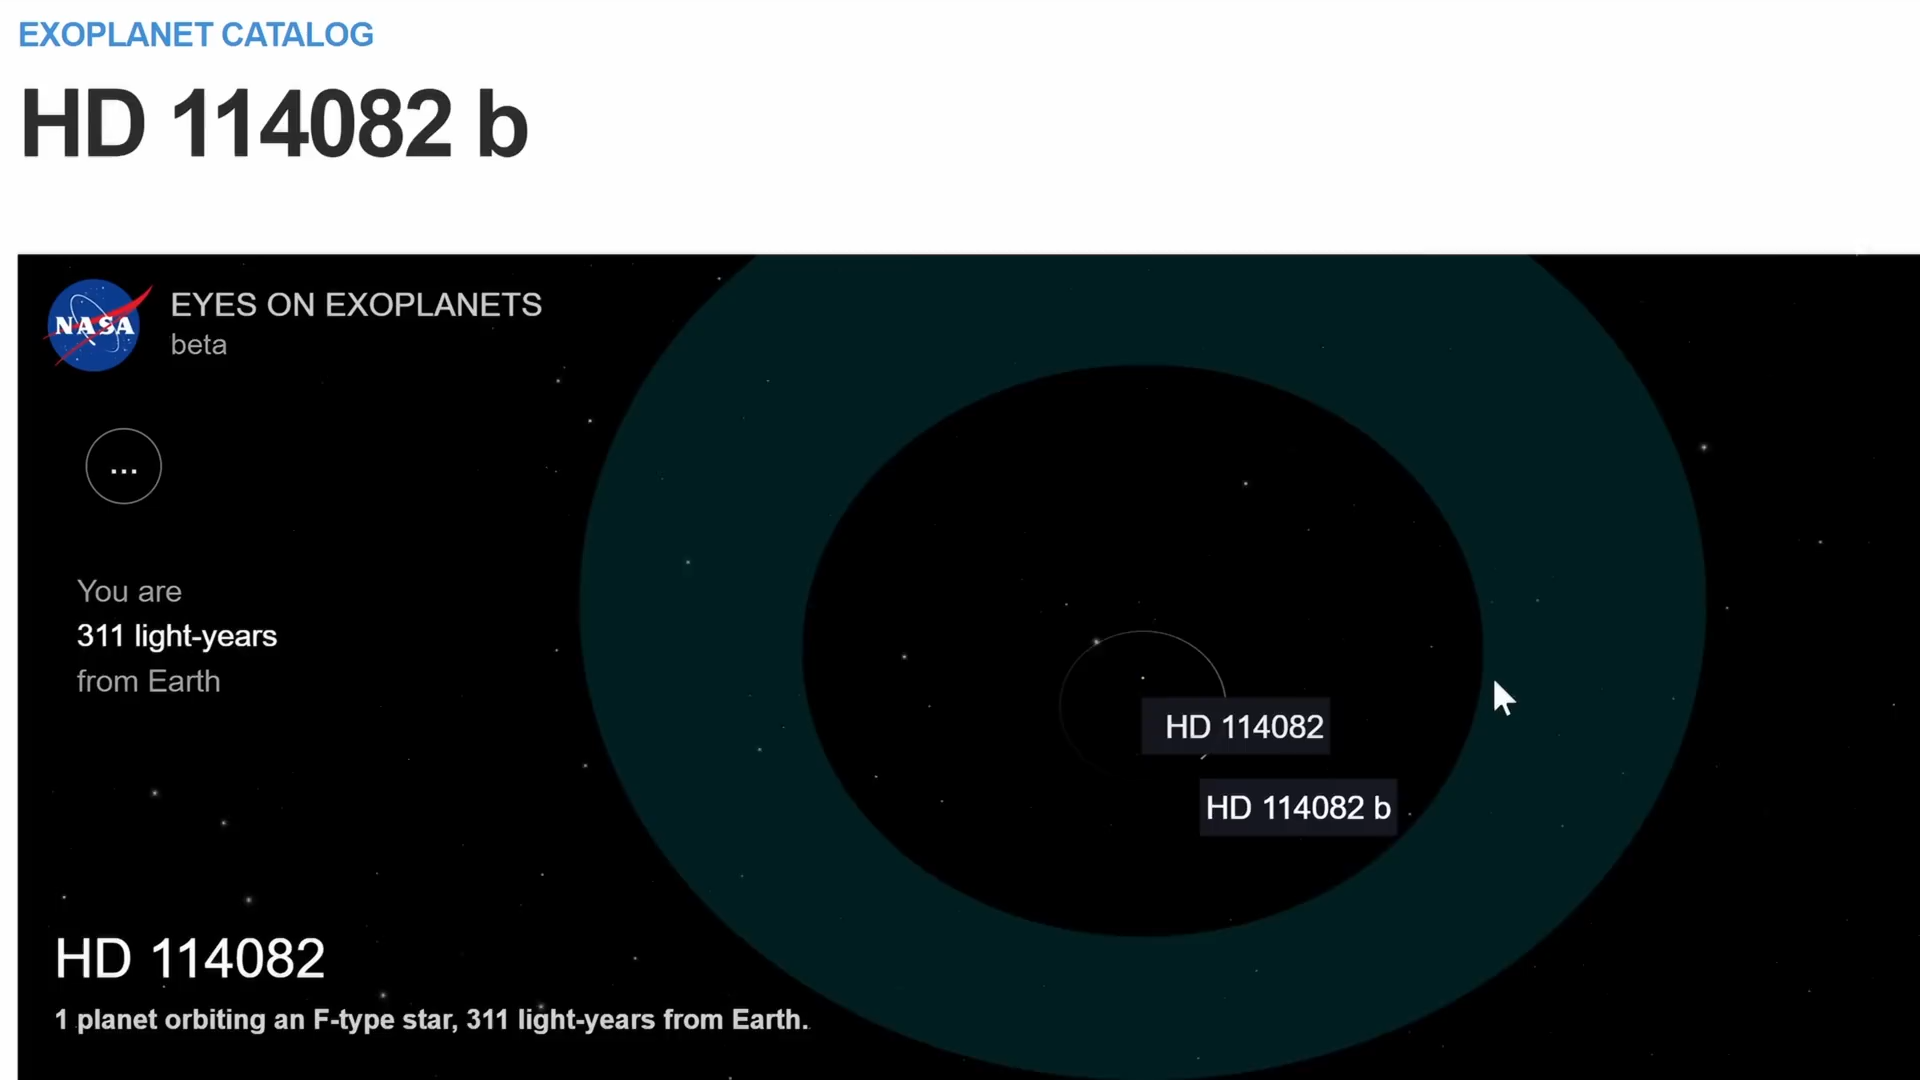 EXOPLANET CATALOG
HD 114082 b
NASA
EYES ON EXOPLANETS
beta
...
You are
311 light-years
from Earth
HD 114082
HD 114082 b
HD 114082
1 planet orbiting an F-type star, 311 light-years from Earth.